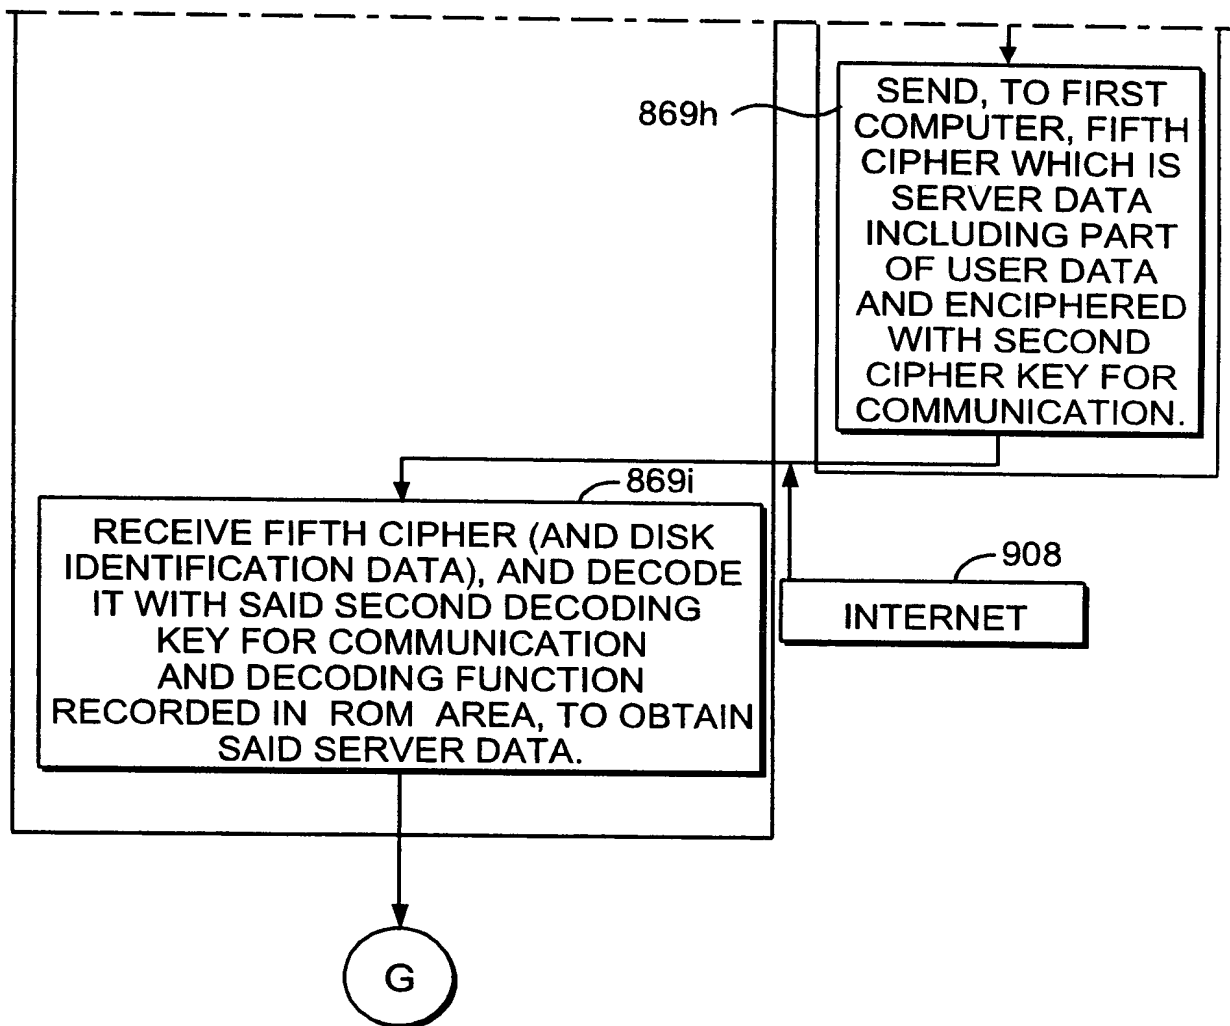 869h
SEND, TO FIRST
COMPUTER, FIFTH
CIPHER WHICH IS
SERVER DATA
INCLUDING PART
OF USER DATA
AND ENCIPHERED
WITH SECOND
CIPHER KEY FOR
COMMUNICATION.
869i
RECEIVE FIFTH CIPHER (AND DISK
IDENTIFICATION DATA), AND DECODE
IT WITH SAID SECOND DECODING
KEY FOR COMMUNICATION
AND DECODING FUNCTION
RECORDED IN ROM AREA, TO OBTAIN
SAID SERVER DATA.
908
INTERNET
G